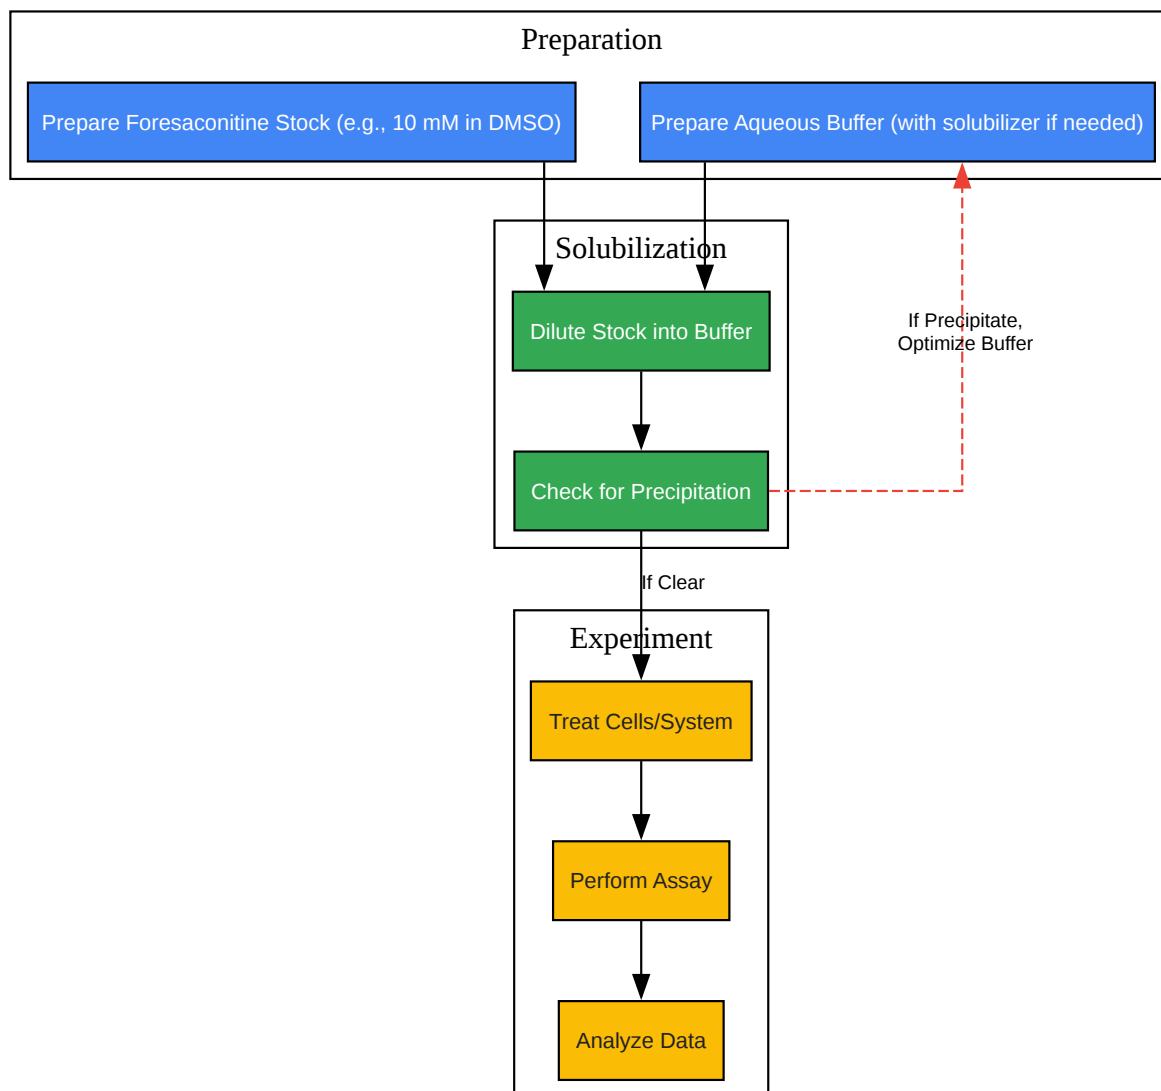 Preparation
Prepare Foresaconitine Stock (e.g., 10 mM in DMSO)
Prepare Aqueous Buffer (with solubilizer if needed)
Solubilization
Dilute Stock into Buffer
If Precipitate,
Optimize Buffer
Check for Precipitation
If Clear
Experiment
Treat Cells/System
Perform Assay
Analyze Data